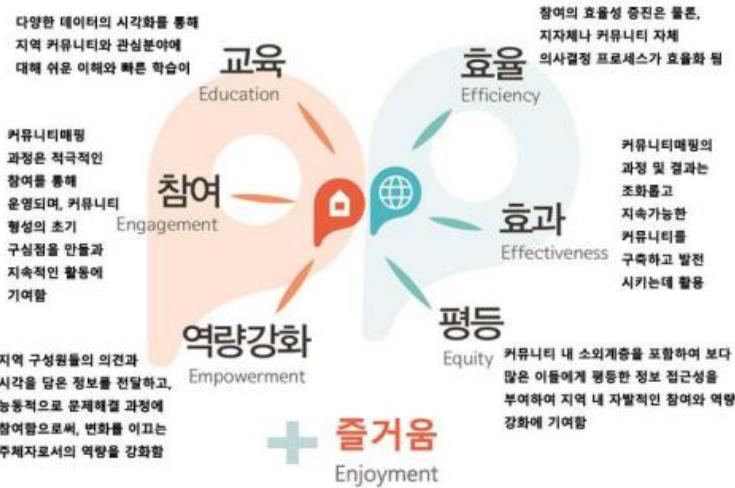 다양한 데이터의 시각화를 통해
지역 커뮤니티와 관심분야에
대해 쉬운 이해와 빠른 학습이
교육
Education
참여의 효율성 증진은 물론,
지자체나 커뮤니티 자체
의사결정 프로세스가 효율화 됨
효율
Efficiency
커뮤니티매핑
과정은 적극적인
참여를 통해
운영되며, 커뮤니티
형성의 초기
구심점을 만들과
지속적인 활동에
기여함
참여
Engagement
커뮤니티매핑의
과정 및 결과는
조화롭고
지속가능한
커뮤니티를
구축하고 발전
시키는데 활용
효과
Effectiveness
역량강화
Empowerment
지역 구성원들의 의견과
시각을 담은 정보를 전달하고,
능동적으로 문제해결 과정에
참여함으로써, 변화를 이끄는
주체자로서의 역량을 강화함
평등
Equity
커뮤니티 내 소외계층을 포함하여 보다
많은 이들에게 평등한 정보 접근성을
부여하여 지역 내 자발적인 참여와 역량
강화에 기여함
+ 즐거움
Enjoyment